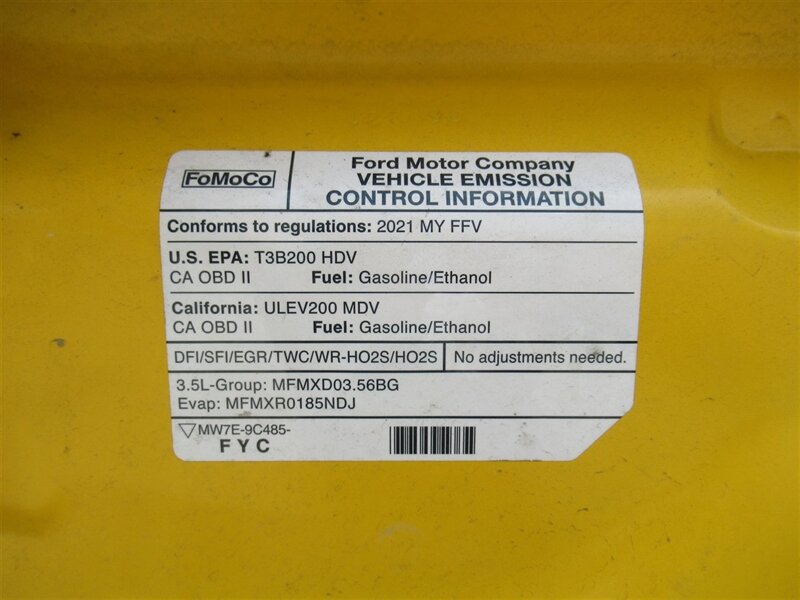 FoMoCo
Ford Motor Company
VEHICLE EMISSION
CONTROL INFORMATION
Conforms to regulations: 2021 MY FFV
U.S. EPA: T3B200 HDV
CA OBD II Fuel: Gasoline/Ethanol
California: ULEV200 MDV
CA OBD II Fuel: Gasoline/Ethanol
DFI/SFI/EGR/TWC/WR-HO2S/HO2S No adjustments needed.
3.5L-Group: MFMXD03.56BG
Evap: MFMXR0185NDJ
MW7E-9C485-
FYC